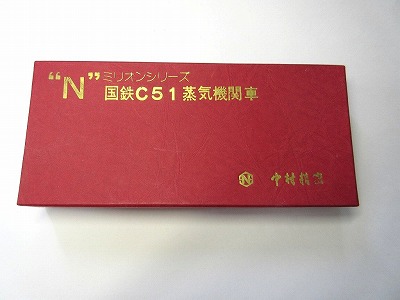 "N" ミリオンシリーズ
国鉄C51蒸気機関車
N 中村精密